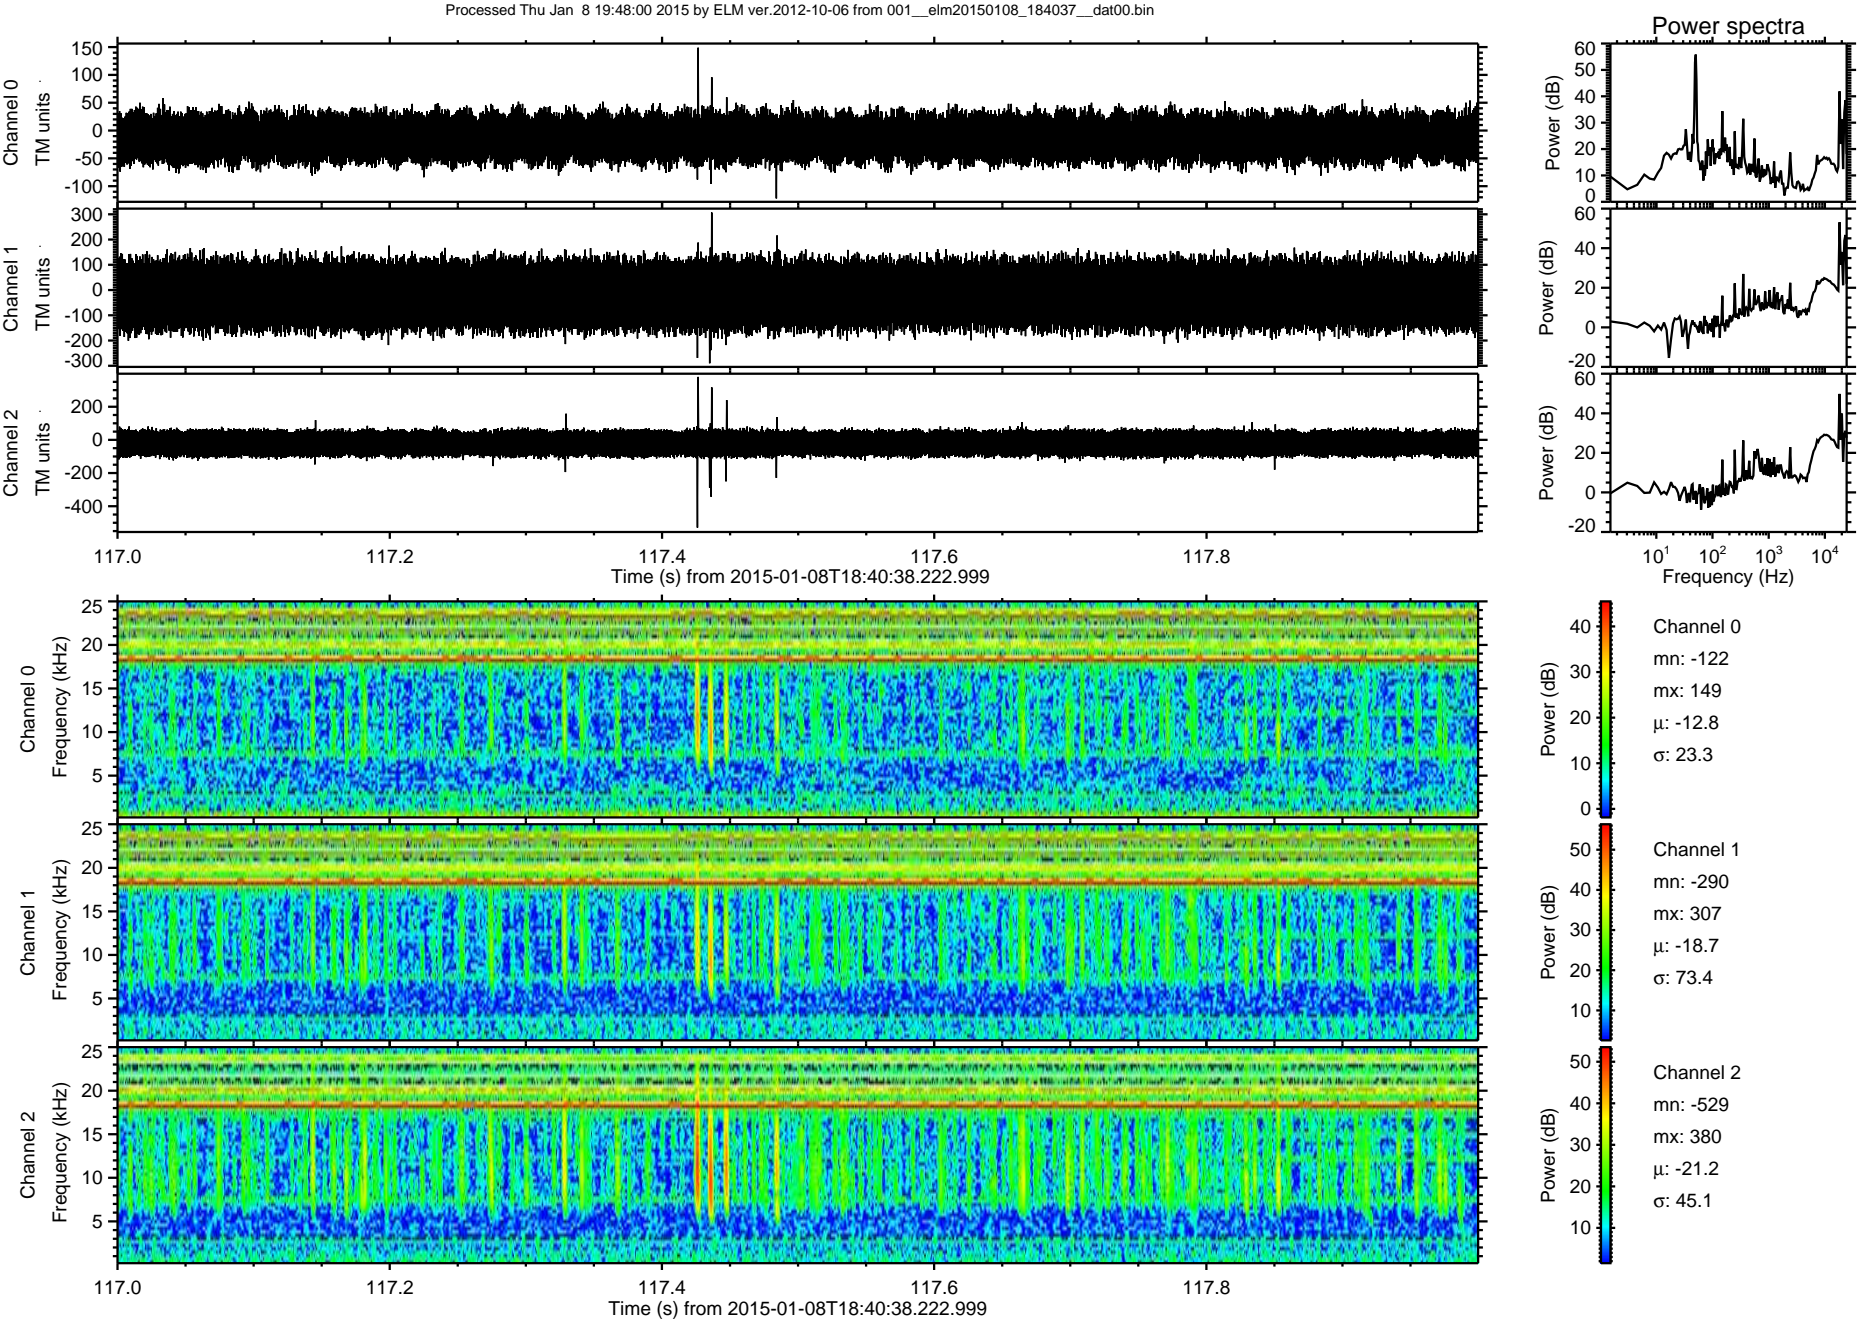 Processed Thu Jan  8 19:48:00 2015 by ELM ver.2012-10-06 from 001__elm20150108_184037__dat00.bin
Power spectra
Channel 0
TM units
150
100
50
0
-50
-100
Power (dB)
60
50
40
30
20
10
0
Channel 1
TM units
300
200
100
0
-100
-200
-300
Power (dB)
60
40
20
0
-20
Channel 2
TM units
200
0
-200
-400
Power (dB)
60
40
20
0
-20
117.0 117.2 117.4 117.6 117.8
Time (s) from 2015-01-08T18:40:38.222.999
10^1 10^2 10^3 10^4
Frequency (Hz)
Channel 0
Frequency (kHz)
25
20
15
10
5
Power (dB)
40
30
20
10
0
Channel 0
mn: -122
mx: 149
μ: -12.8
σ: 23.3
Channel 1
Frequency (kHz)
25
20
15
10
5
Power (dB)
50
40
30
20
10
Channel 1
mn: -290
mx: 307
μ: -18.7
σ: 73.4
Channel 2
Frequency (kHz)
25
20
15
10
5
Power (dB)
50
40
30
20
10
Channel 2
mn: -529
mx: 380
μ: -21.2
σ: 45.1
117.0 117.2 117.4 117.6 117.8
Time (s) from 2015-01-08T18:40:38.222.999